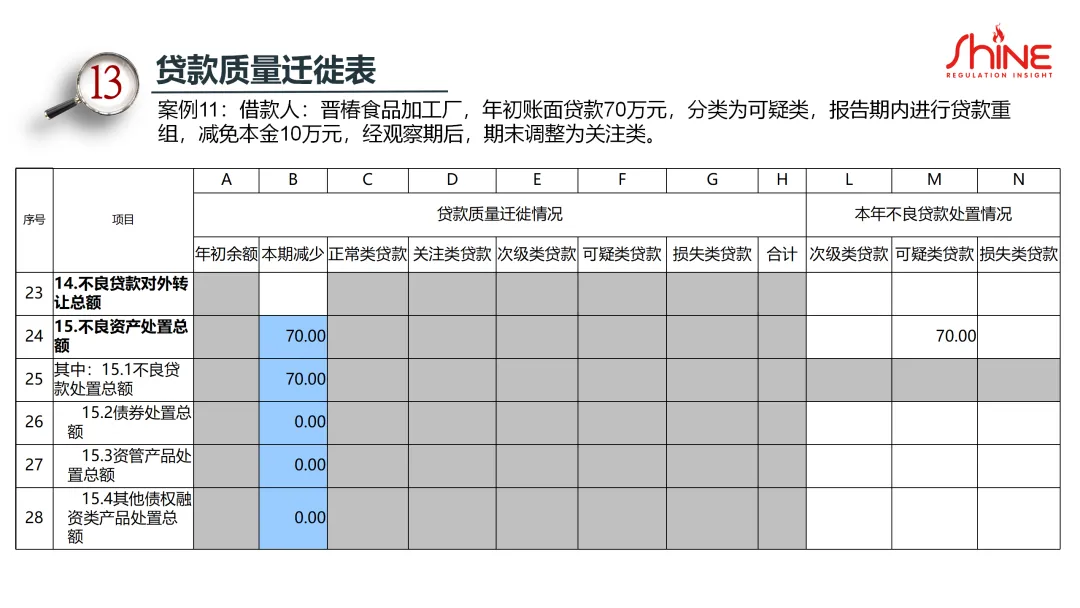 SHINE
REGULATION INSIGHT
13
贷款质量迁徙表
案例11：借款人：晋椿食品加工厂，年初账面贷款70万元，分类为可疑类，报告期内进行贷款重
组，减免本金10万元，经观察期后，期末调整为关注类。
A B C D E F G H L M N
序号 项目 贷款质量迁徙情况 本年不良贷款处置情况
年初余额 本期减少 正常类贷款 关注类贷款 次级类贷款 可疑类贷款 损失类贷款 合计 次级类贷款 可疑类贷款 损失类贷款
23 14.不良贷款对外转
让总额
24 15.不良资产处置总 70.00 70.00
额
25 其中：15.1不良贷 70.00
款处置总额
26 15.2债券处置总 0.00
额
27 15.3资管产品处 0.00
置总额
28 15.4其他债权融 0.00
资类产品处置总
额